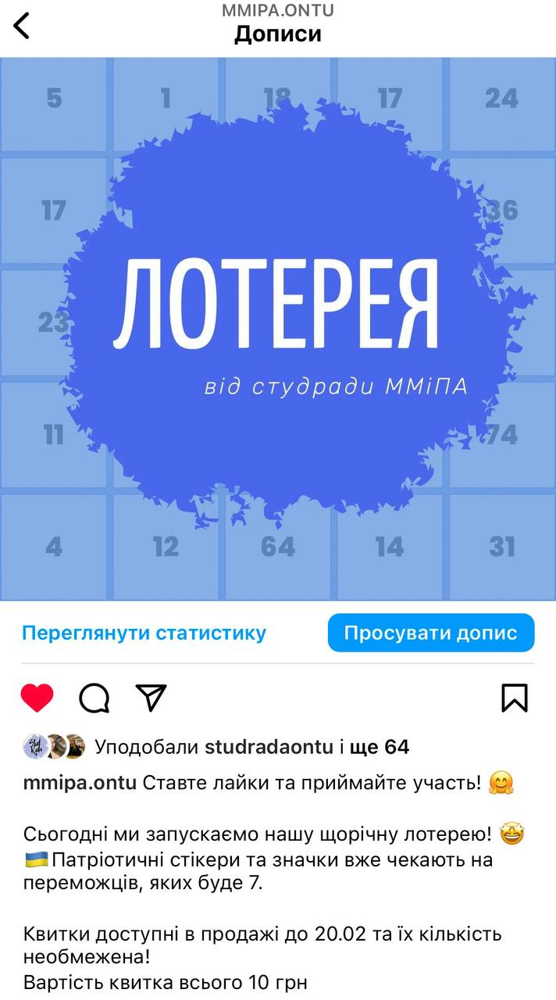 MMIPA.ONTU
Дописи
5 1 18 17 24
17 36
ЛОТЕРЕЯ
23
від студради ММіПА
11 74
4 12 64 14 31
Переглянути статистику Просувати допис
Уподобали studradaontu і ще 64
mmipa.ontu Ставте лайки та приймайте участь! 🤗
Сьогодні ми запускаємо нашу щорічну лотерею! 🤩
🇺🇦Патріотичні стікери та значки вже чекають на
переможців, яких буде 7.
Квитки доступні в продажі до 20.02 та їх кількість
необмежена!
Вартість квитка всього 10 грн